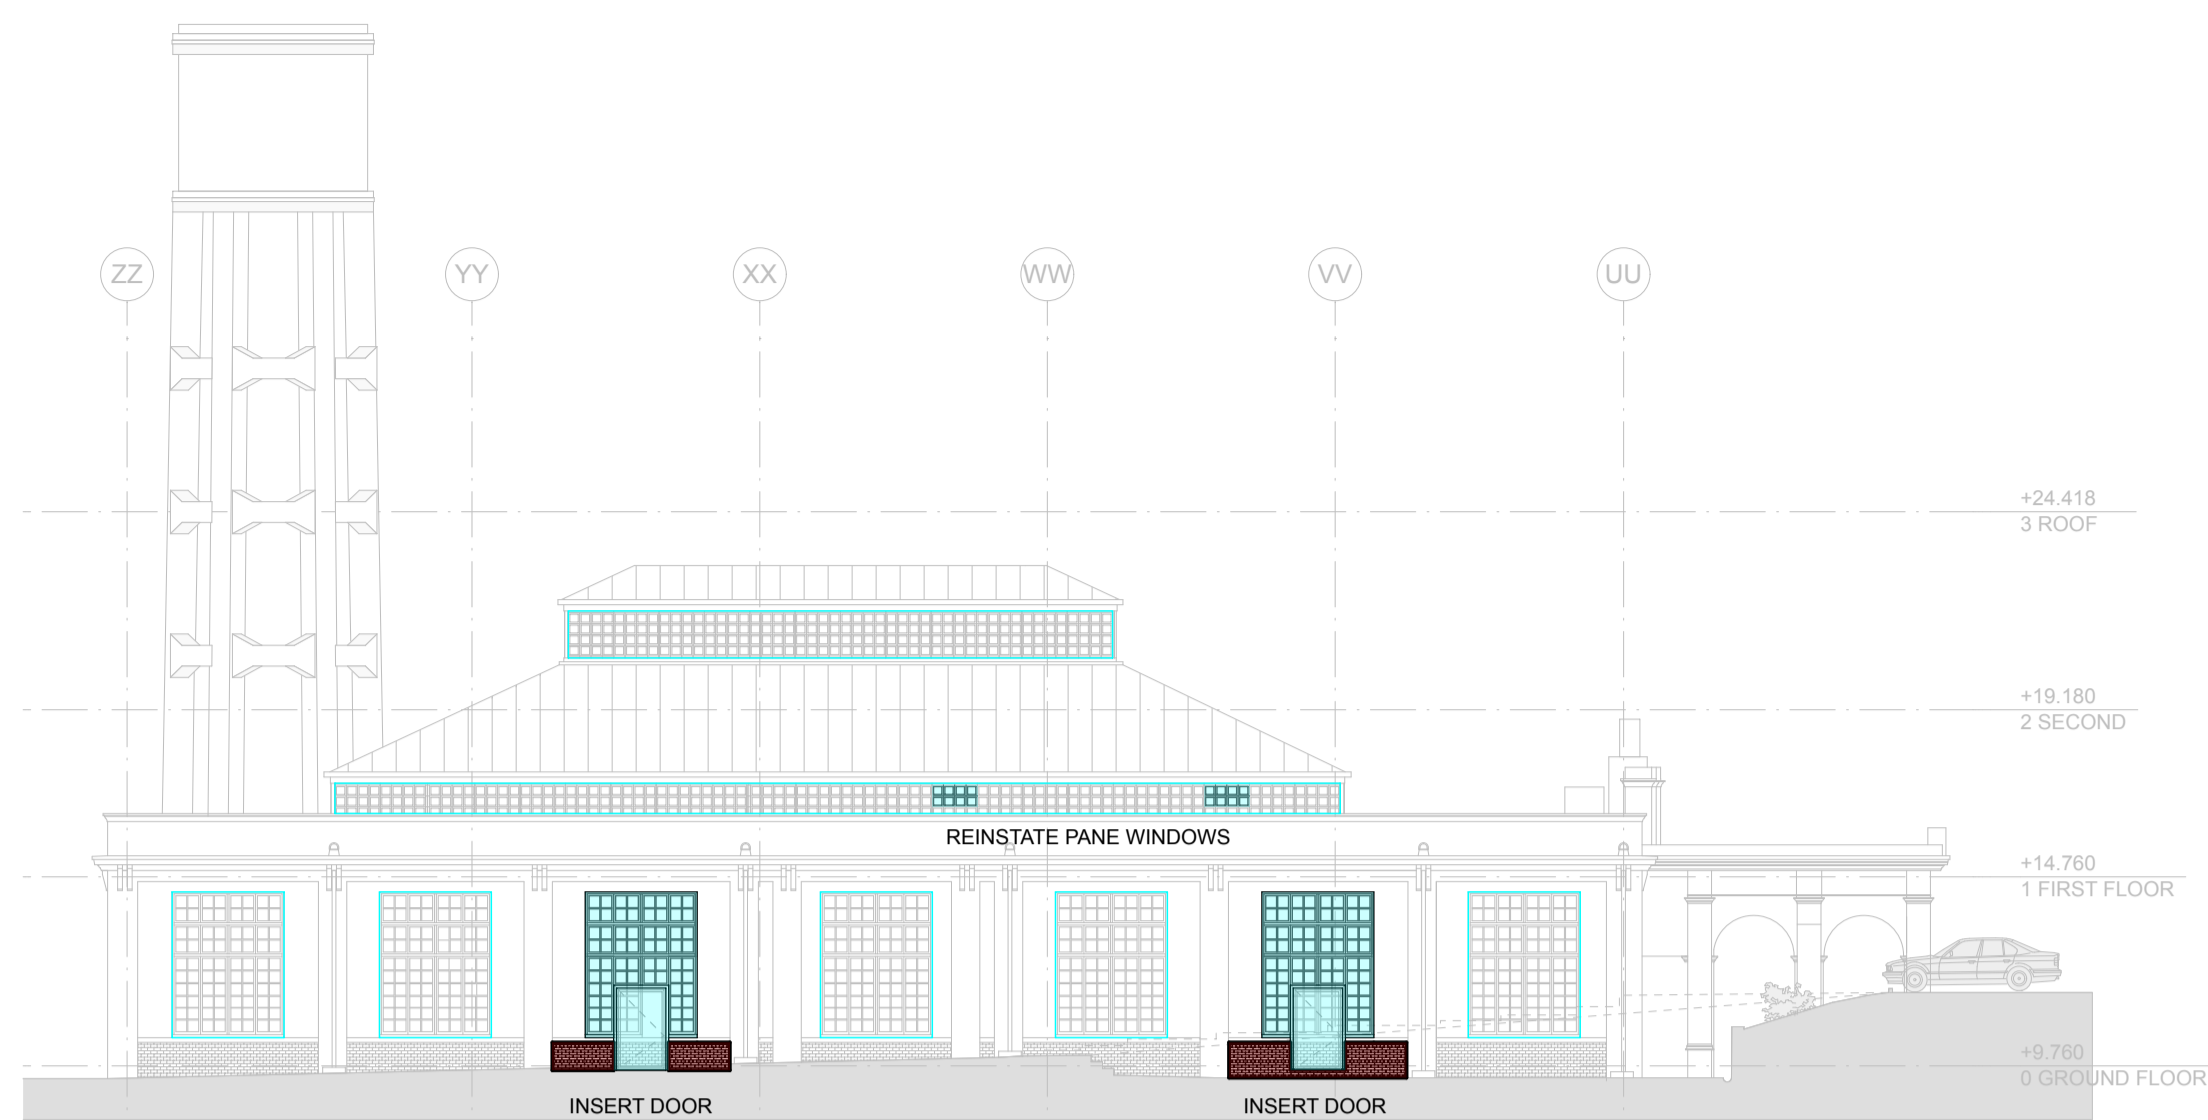 ZZ
YY
XX
WW
VV
UU
+24.418
3 ROOF
+19.180
2 SECOND
REINSTATE PANE WINDOWS
+14.760
1 FIRST FLOOR
+9.760
0 GROUND FLOOR
INSERT DOOR
INSERT DOOR